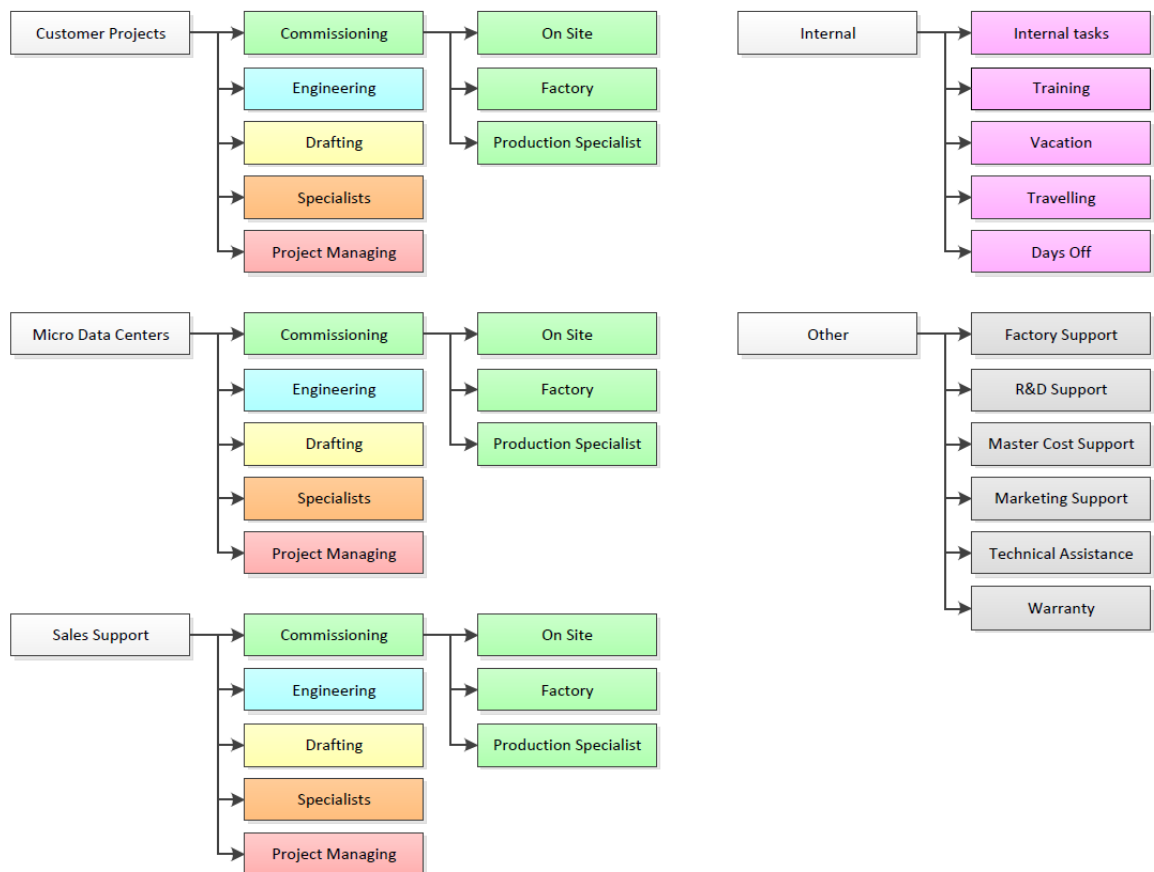 Customer Projects
Commissioning
On Site
Engineering
Factory
Drafting
Production Specialist
Specialists
Project Managing
Internal
Internal tasks
Training
Vacation
Travelling
Days Off
Micro Data Centers
Commissioning
On Site
Engineering
Factory
Drafting
Production Specialist
Specialists
Project Managing
Other
Factory Support
R&D Support
Master Cost Support
Marketing Support
Technical Assistance
Warranty
Sales Support
Commissioning
On Site
Engineering
Factory
Drafting
Production Specialist
Specialists
Project Managing